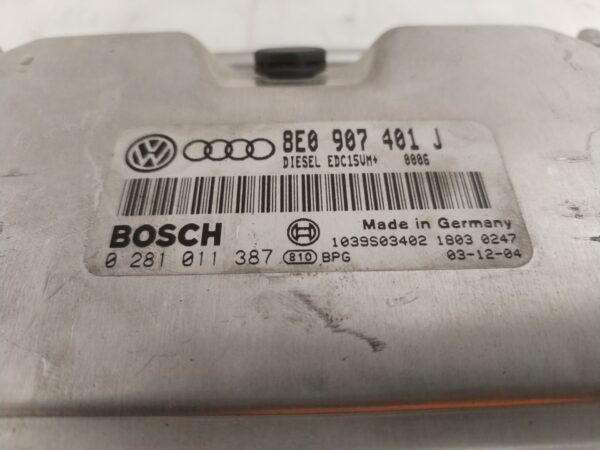 8E0 907 401 J
DIESEL EDC15VM+ 0006
BOSCH
Made in Germany
1039S03402 1803 0247
0 281 011 387 810 BPG 03-12-04